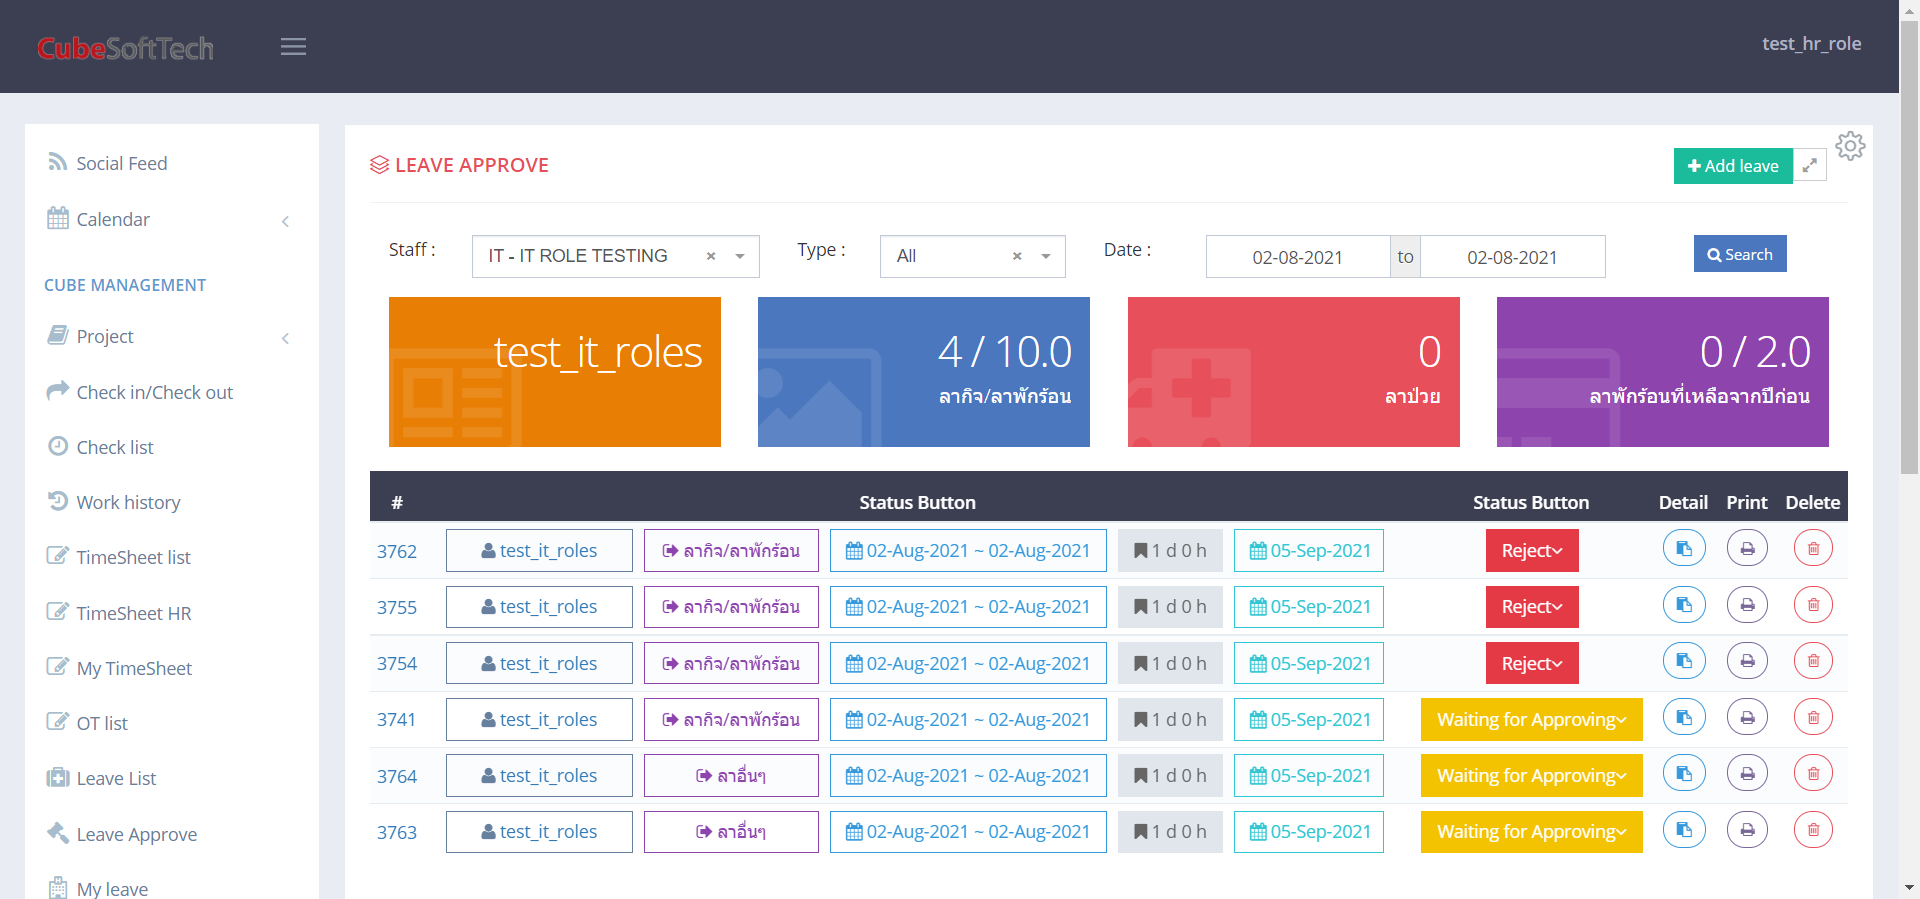 CubeSoftTech
test_hr_role
Social Feed
Calendar
CUBE MANAGEMENT
Project
Check in/Check out
Check list
Work history
TimeSheet list
TimeSheet HR
My TimeSheet
OT list
Leave List
Leave Approve
My leave
LEAVE APPROVE
Add leave
Staff : IT - IT ROLE TESTING × Type : All × Date : 02-08-2021 to 02-08-2021 Search
test_it_roles
4 / 10.0
ลากิจ/ลาพักร้อน
0
ลาป่วย
0 / 2.0
ลาพักร้อนที่เหลือจากปีก่อน
# Status Button Status Button Detail Print Delete
3762 test_it_roles ลากิจ/ลาพักร้อน 02-Aug-2021 ~ 02-Aug-2021 1 d 0 h 05-Sep-2021 Reject
3755 test_it_roles ลากิจ/ลาพักร้อน 02-Aug-2021 ~ 02-Aug-2021 1 d 0 h 05-Sep-2021 Reject
3754 test_it_roles ลากิจ/ลาพักร้อน 02-Aug-2021 ~ 02-Aug-2021 1 d 0 h 05-Sep-2021 Reject
3741 test_it_roles ลากิจ/ลาพักร้อน 02-Aug-2021 ~ 02-Aug-2021 1 d 0 h 05-Sep-2021 Waiting for Approving
3764 test_it_roles ลาอื่นๆ 02-Aug-2021 ~ 02-Aug-2021 1 d 0 h 05-Sep-2021 Waiting for Approving
3763 test_it_roles ลาอื่นๆ 02-Aug-2021 ~ 02-Aug-2021 1 d 0 h 05-Sep-2021 Waiting for Approving